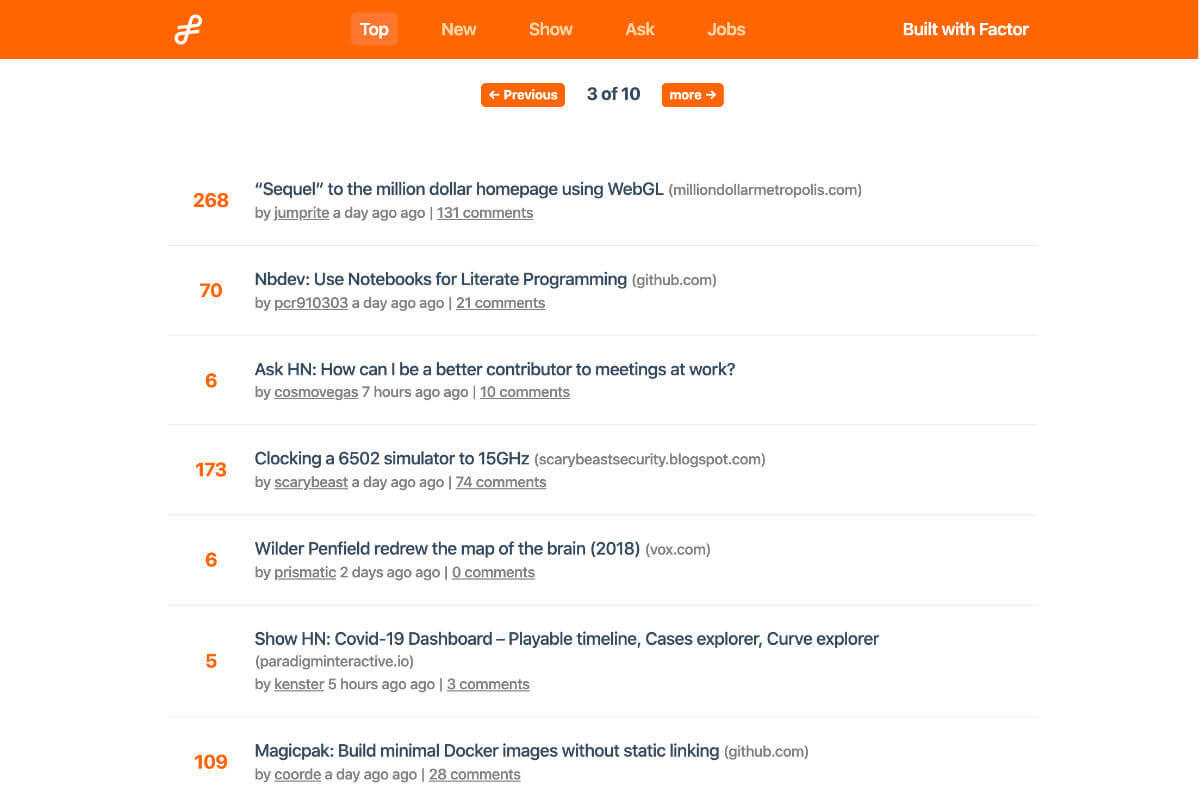 Top New Show Ask Jobs Built with Factor
← Previous 3 of 10 more →
268
“Sequel” to the million dollar homepage using WebGL (milliondollarmetropolis.com)
by jumprite a day ago ago | 131 comments
70
Nbdev: Use Notebooks for Literate Programming (github.com)
by pcr910303 a day ago ago | 21 comments
6
Ask HN: How can I be a better contributor to meetings at work?
by cosmovegas 7 hours ago ago | 10 comments
173
Clocking a 6502 simulator to 15GHz (scarybeastsecurity.blogspot.com)
by scarybeast a day ago ago | 74 comments
6
Wilder Penfield redrew the map of the brain (2018) (vox.com)
by prismatic 2 days ago ago | 0 comments
5
Show HN: Covid-19 Dashboard – Playable timeline, Cases explorer, Curve explorer
(paradigminteractive.io)
by kenster 5 hours ago ago | 3 comments
109
Magicpak: Build minimal Docker images without static linking (github.com)
by coorde a day ago ago | 28 comments